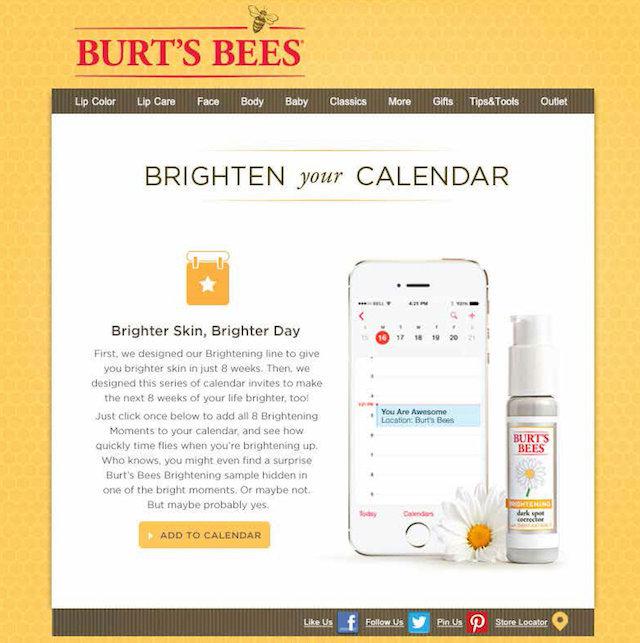 BURT'S BEES
Lip Color Lip Care Face Body Baby Classics More Gifts Tips&Tools Outlet
BRIGHTEN your CALENDAR
Brighter Skin, Brighter Day
First, we designed our Brightening line to give
you brighter skin in just 8 weeks. Then, we
designed this series of calendar invites to make
the next 8 weeks of your life brighter, too!
Just click once below to add all 8 Brightening
Moments to your calendar, and see how
quickly time flies when you're brightening up.
Who knows, you might even find a surprise
Burt's Bees Brightening sample hidden in
one of the bright moments. Or maybe not.
But maybe probably yes.
ADD TO CALENDAR
BELL 4:21 PM
S M T W T F S
15 16 17 18 19 20 21
You Are Awesome
Location: Burt's Bees
Today Calendars
BURT'S
BEES
BRIGHTENING
dark spot
corrector
Like Us Follow Us Pin Us Store Locator